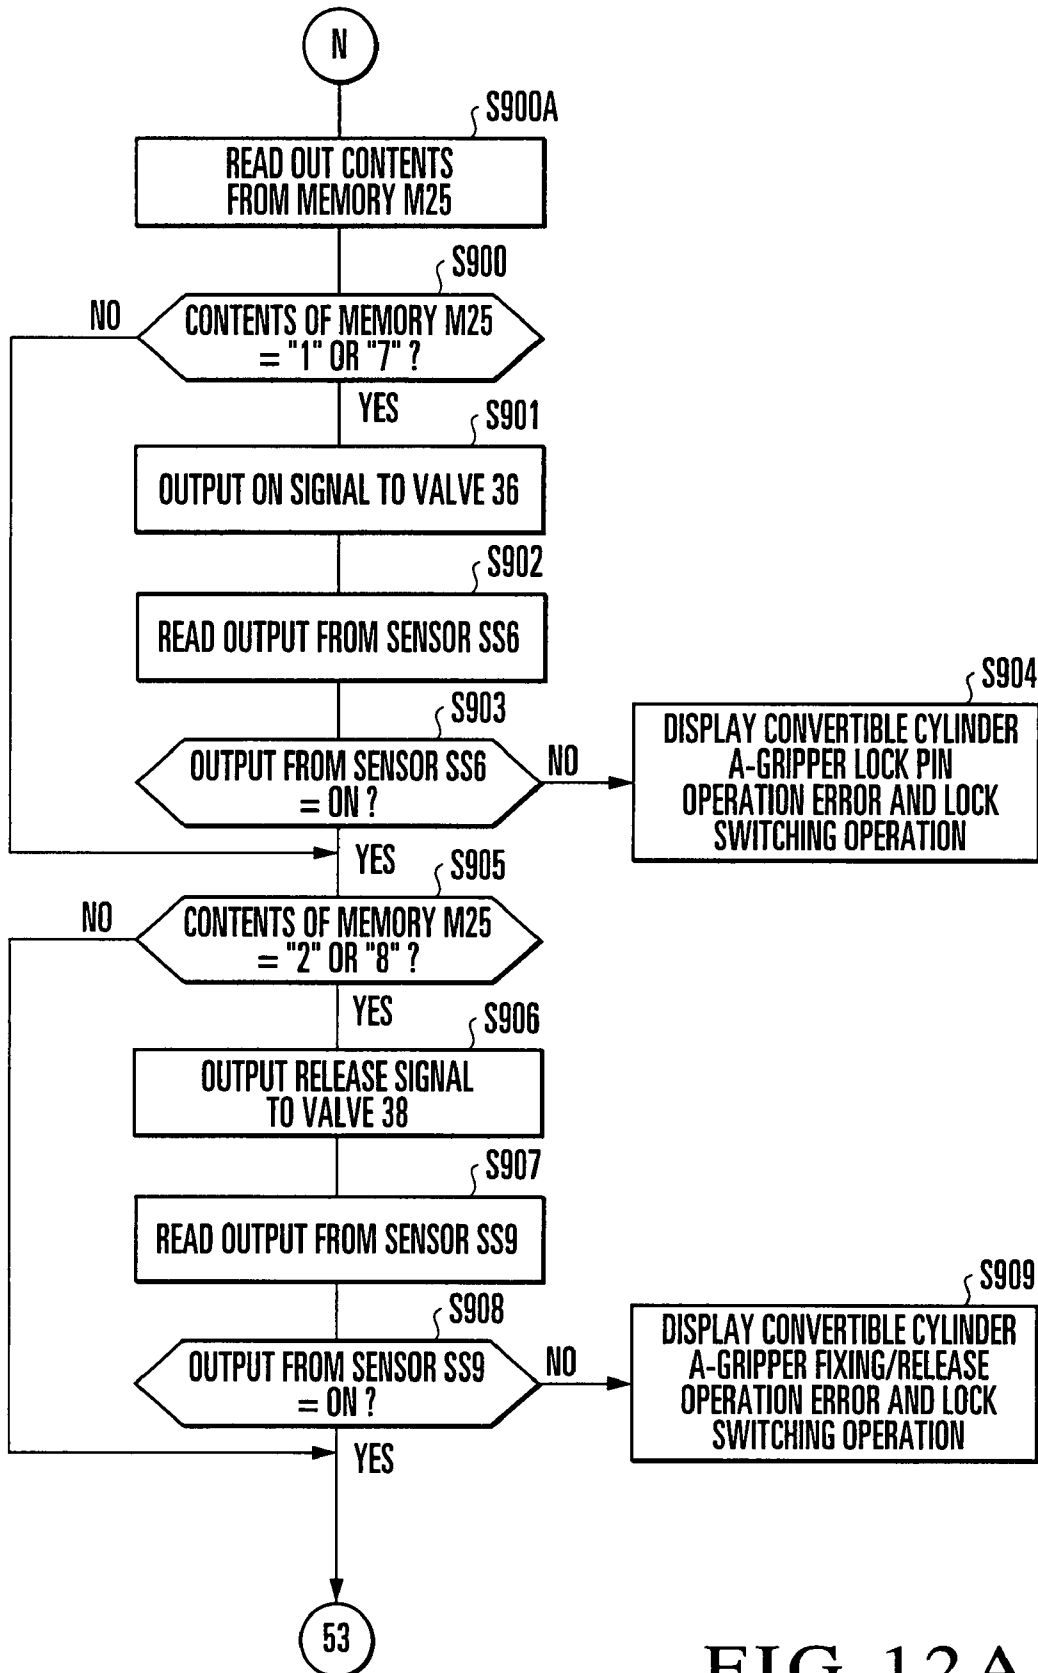 N
S900A
READ OUT CONTENTS
FROM MEMORY M25
S900
NO
CONTENTS OF MEMORY M25
= "1" OR "7" ?
YES
S901
OUTPUT ON SIGNAL TO VALVE 36
S902
READ OUTPUT FROM SENSOR SS6
S903
OUTPUT FROM SENSOR SS6
= ON ?
NO
S904
DISPLAY CONVERTIBLE CYLINDER
A-GRIPPER LOCK PIN
OPERATION ERROR AND LOCK
SWITCHING OPERATION
YES
S905
NO
CONTENTS OF MEMORY M25
= "2" OR "8" ?
YES
S906
OUTPUT RELEASE SIGNAL
TO VALVE 38
S907
READ OUTPUT FROM SENSOR SS9
S908
OUTPUT FROM SENSOR SS9
= ON ?
NO
S909
DISPLAY CONVERTIBLE CYLINDER
A-GRIPPER FIXING/RELEASE
OPERATION ERROR AND LOCK
SWITCHING OPERATION
YES
53
FIG. 12A